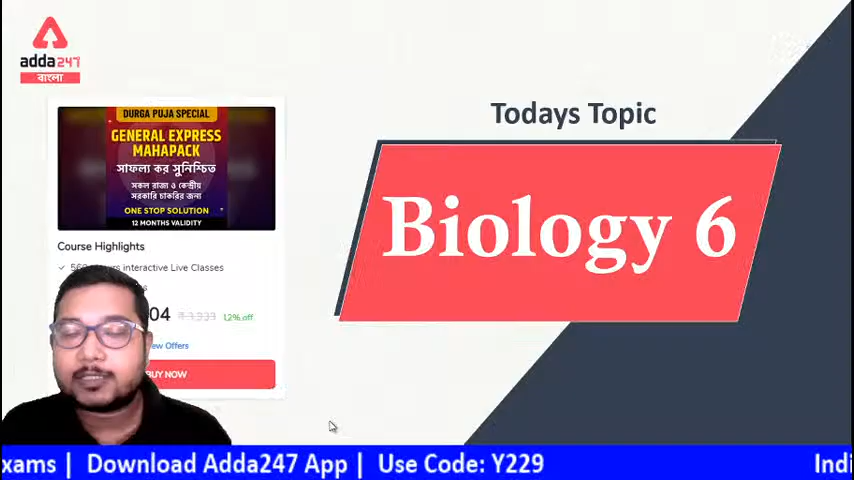 adda247
বাংলা
Todays Topic
Biology 6
DURGA PUJA SPECIAL
GENERAL EXPRESS
MAHAPACK
সাফল্য কর সুনিশ্চিত
সকল রাজ্য ও কেন্দ্রীয়
সরকারি চাকরির জন্য
ONE STOP SOLUTION
12 MONTHS VALIDITY
Course Highlights
interactive Live Classes
04 12% off
Offers
BUY NOW
xams | Download Adda247 App | Use Code: Y229 Indi